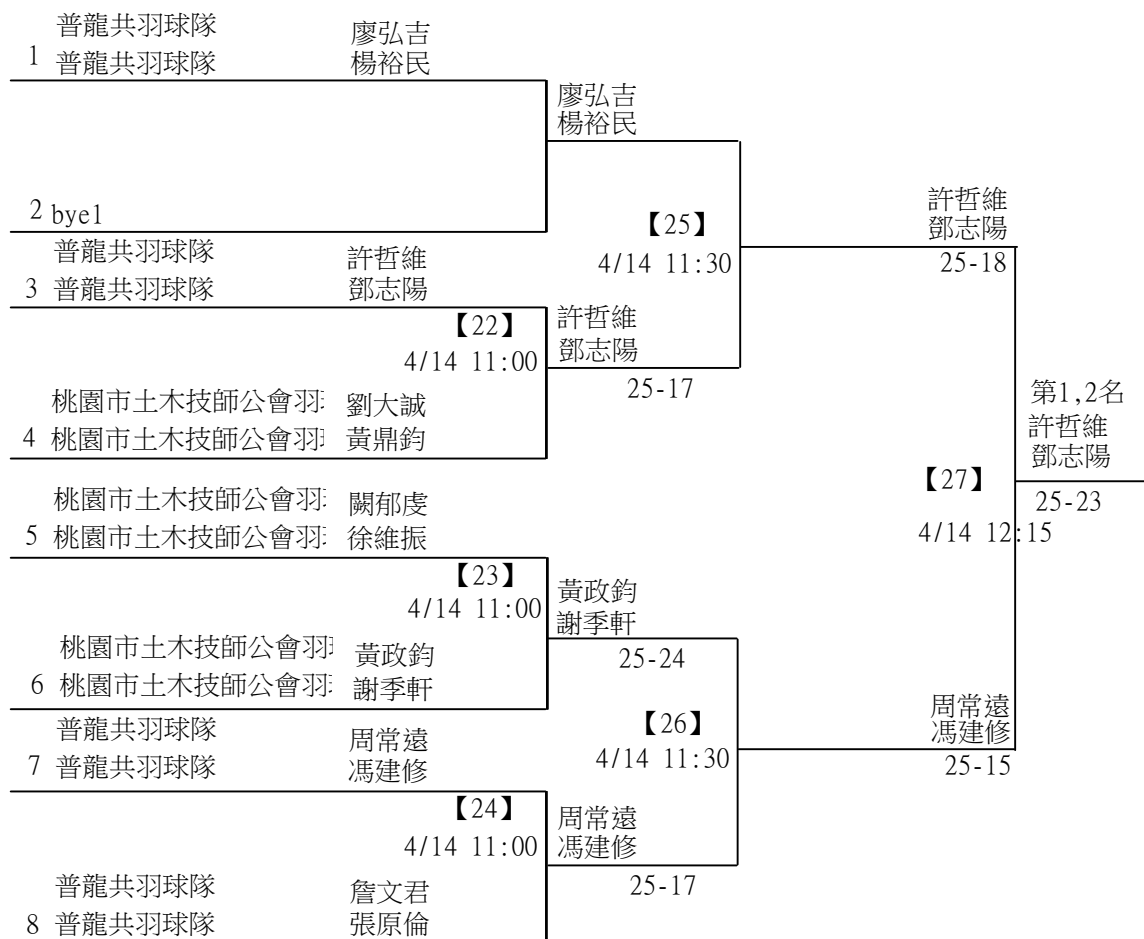 普龍共羽球隊 廖弘吉
1 普龍共羽球隊 楊裕民
廖弘吉
楊裕民
2 bye1
【25】
4/14 11:30
許哲維
鄧志陽
25-18
普龍共羽球隊 許哲維
3 普龍共羽球隊 鄧志陽
【22】
4/14 11:00
許哲維
鄧志陽
25-17
桃園市土木技師公會羽 劉大誠
4 桃園市土木技師公會羽 黃鼎鈞
第1,2名
許哲維
鄧志陽
25-23
【27】
4/14 12:15
桃園市土木技師公會羽 闕郁虔
5 桃園市土木技師公會羽 徐維振
【23】
4/14 11:00
黃政鈞
謝季軒
25-24
桃園市土木技師公會羽 黃政鈞
6 桃園市土木技師公會羽 謝季軒
【26】
4/14 11:30
周常遠
馮建修
25-15
普龍共羽球隊 周常遠
7 普龍共羽球隊 馮建修
【24】
4/14 11:00
周常遠
馮建修
25-17
普龍共羽球隊 詹文君
8 普龍共羽球隊 張原倫